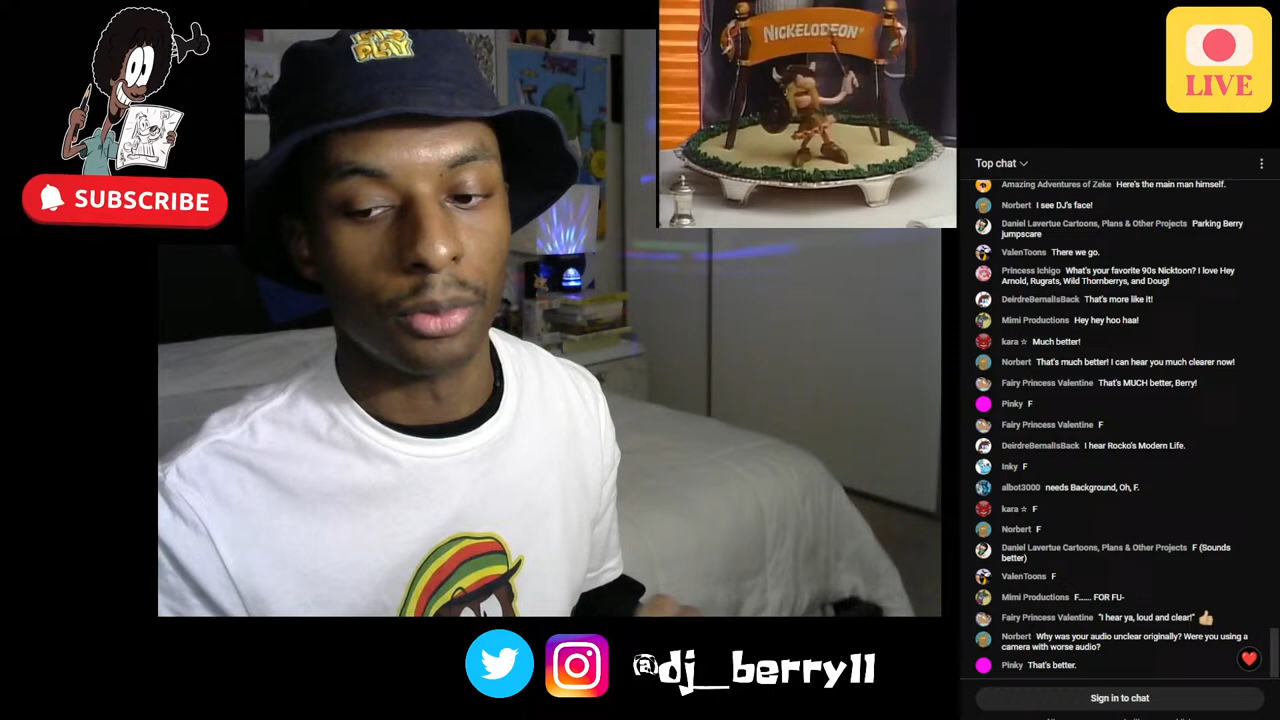 LET'S
PLAY
NICKELODEON
LIVE
SUBSCRIBE
Top chat
Amazing Adventures of Zeke Here's the main man himself.
Norbert I see DJ's face!
Daniel Lavertue Cartoons, Plans & Other Projects Parking Berry
jumpscare
ValenToons There we go.
Princess Ichigo What's your favorite 90s Nicktoon? I love Hey
Arnold, Rugrats, Wild Thornberrys, and Doug!
DeirdreBernalIsBack That's more like it!
Mimi Productions Hey hey hoo haa!
kara ☆ Much better!
Norbert That's much better! I can hear you much clearer now!
Fairy Princess Valentine That's MUCH better, Berry!
Pinky F
Fairy Princess Valentine F
DeirdreBernalIsBack I hear Rocko's Modern Life.
Inky F
albot3000 needs Background, Oh, F.
kara ☆ F
Norbert F
Daniel Lavertue Cartoons, Plans & Other Projects F (Sounds
better)
ValenToons F
Mimi Productions F...... FOR FU-
Fairy Princess Valentine "I hear ya, loud and clear!" 👍
Norbert Why was your audio unclear originally? Were you using a
camera with worse audio?
Pinky That's better.
Sign in to chat
@dj_berry11